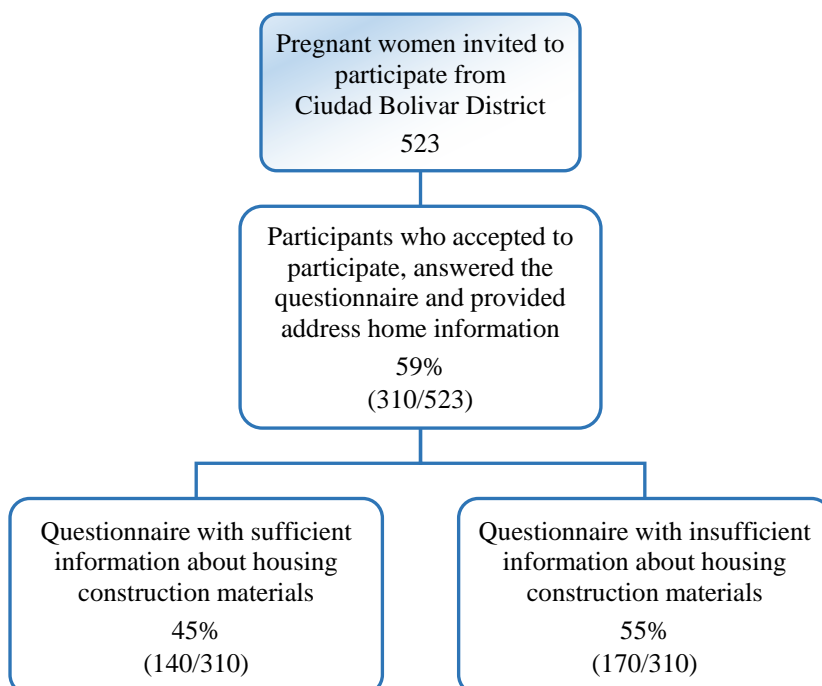 Pregnant women invited to
participate from
Ciudad Bolivar District
523
Participants who accepted to
participate, answered the
questionnaire and provided
address home information
59%
(310/523)
Questionnaire with sufficient
information about housing
construction materials
45%
(140/310)
Questionnaire with insufficient
information about housing
construction materials
55%
(170/310)